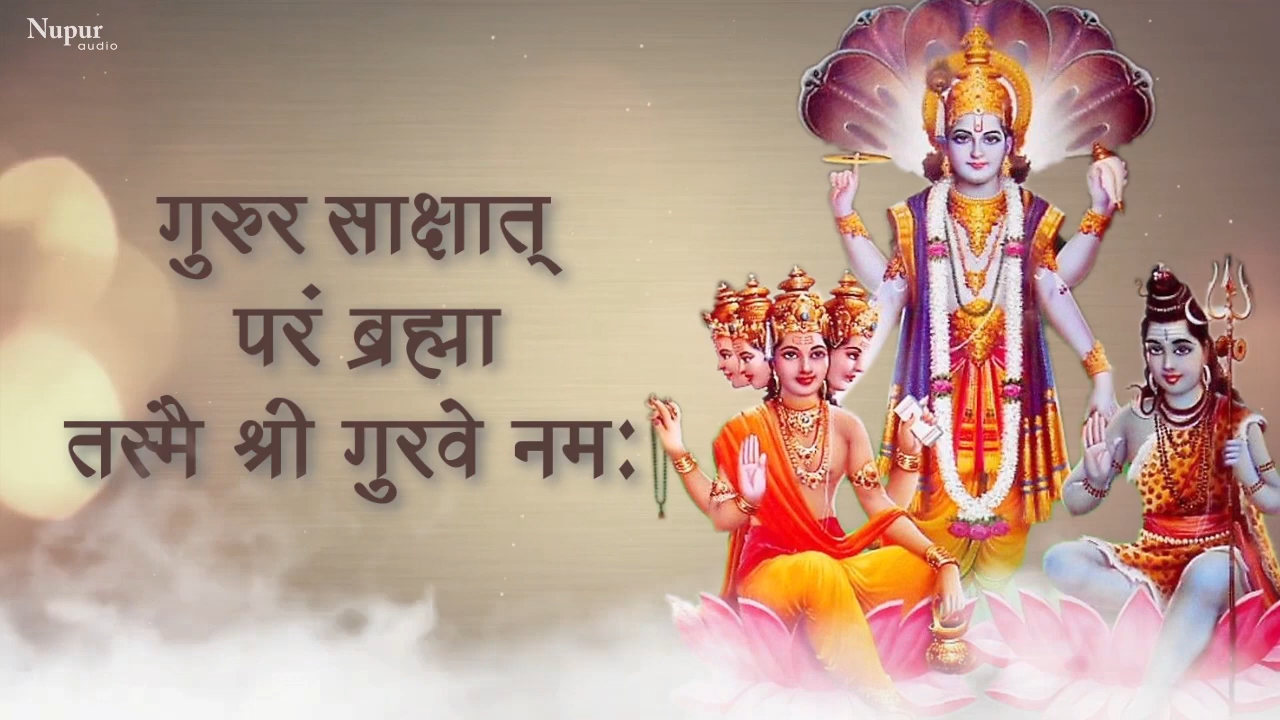 Nupur
audio
गुरुर साक्षात्
परं ब्रह्मा
तस्मै श्री गुरवे नमः